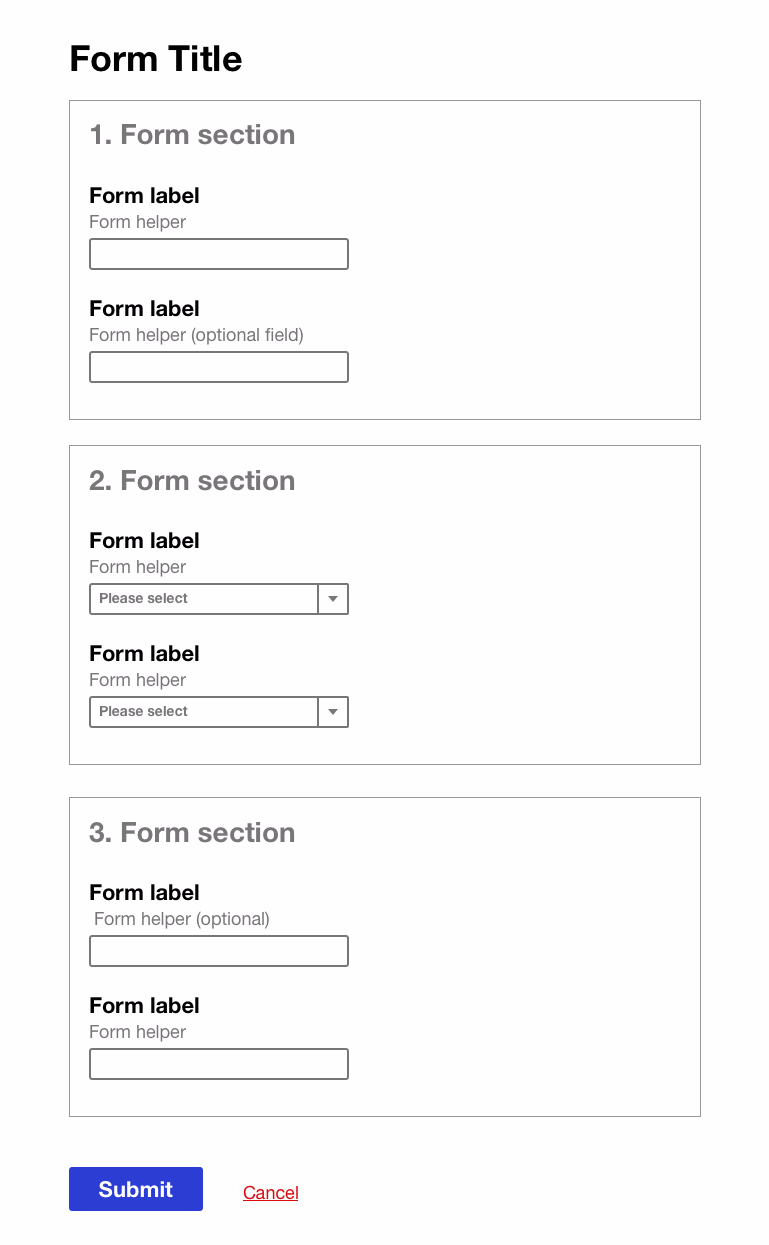 Form Title
1. Form section
Form label
Form helper
Form label
Form helper (optional field)
2. Form section
Form label
Form helper
Please select
Form label
Form helper
Please select
3. Form section
Form label
Form helper (optional)
Form label
Form helper
Submit
Cancel